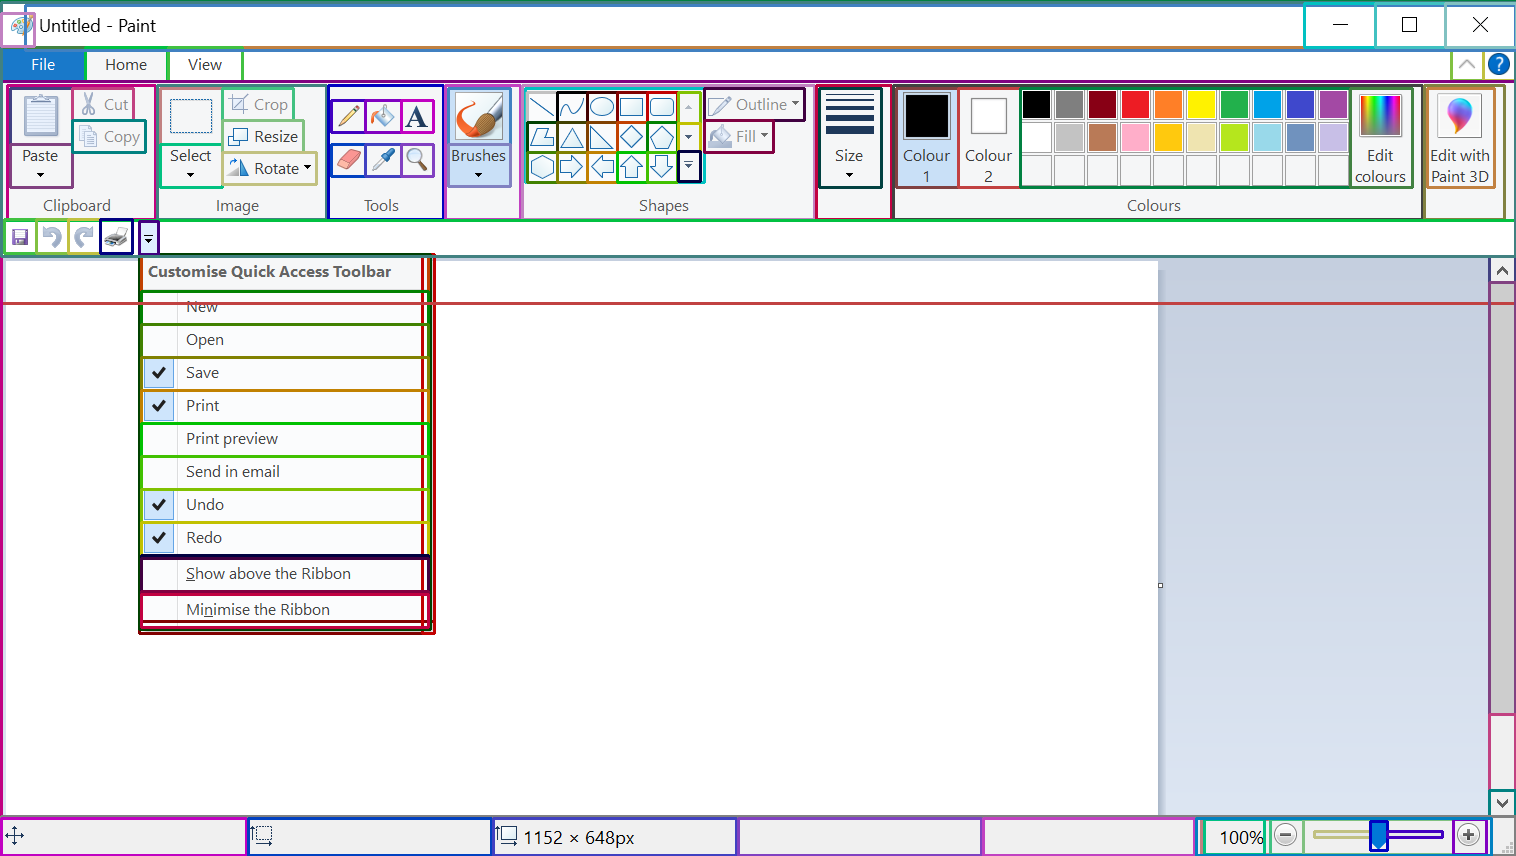 Untitled - Paint
File Home View
Cut
Copy
Paste
Clipboard
Crop
Resize
Rotate
Select
Image
A
Tools
Brushes
Outline
Fill
Shapes
Size
Colour
1
Colour
2
Edit
colours
Colours
Edit with
Paint 3D
?
Customise Quick Access Toolbar
New
Open
Save
Print
Print preview
Send in email
Undo
Redo
Show above the Ribbon
Minimise the Ribbon
1152 × 648px
100%